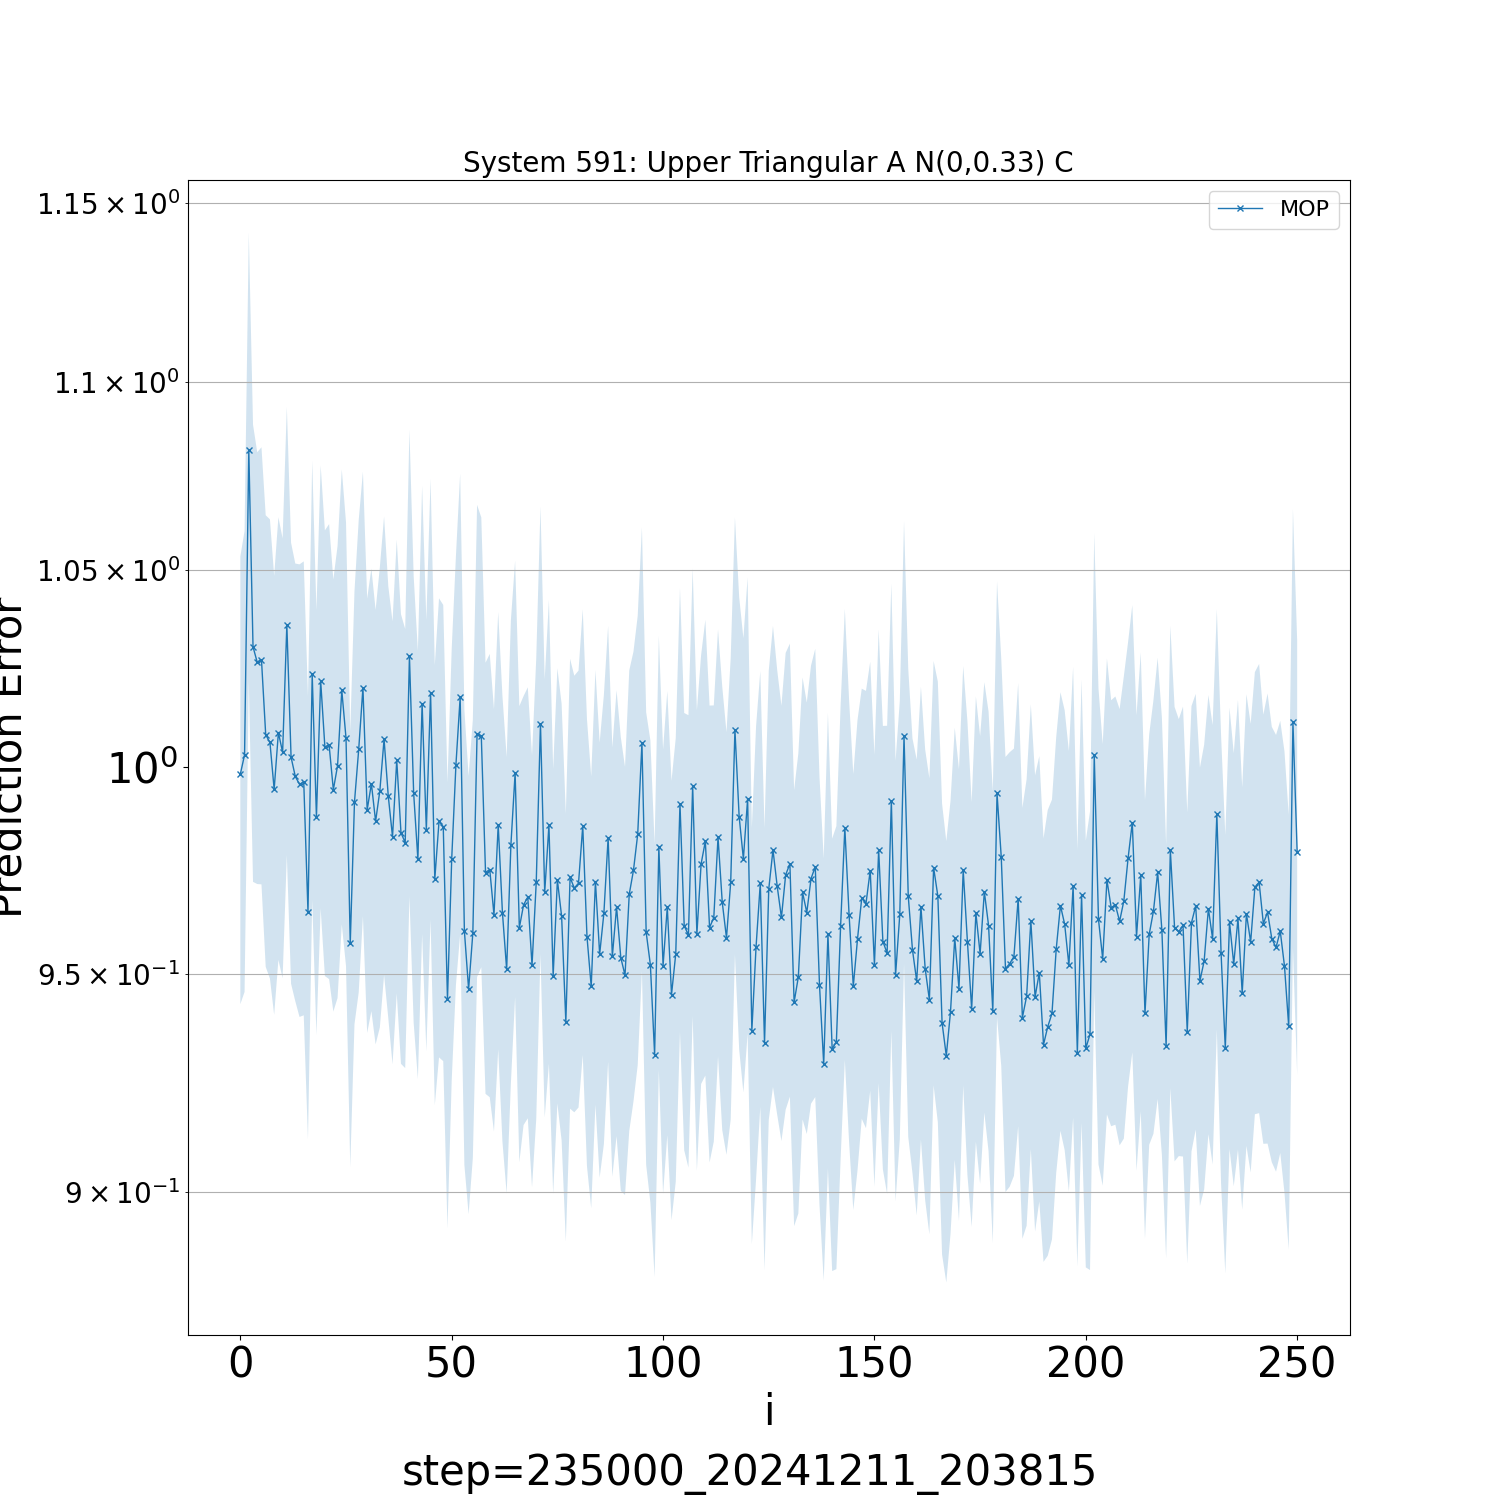 System 591: Upper Triangular A N(0,0.33) C
MOP
1.15 × 10⁰
1.1 × 10⁰
1.05 × 10⁰
10⁰
9.5 × 10⁻¹
9 × 10⁻¹
Prediction Error
0 50 100 150 200 250
i
step=235000_20241211_203815